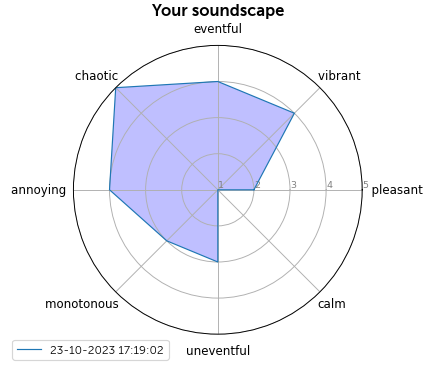 Your soundscape
eventful
chaotic
vibrant
annoying
1 2 3 4 5
pleasant
monotonous
calm
uneventful
23-10-2023 17:19:02